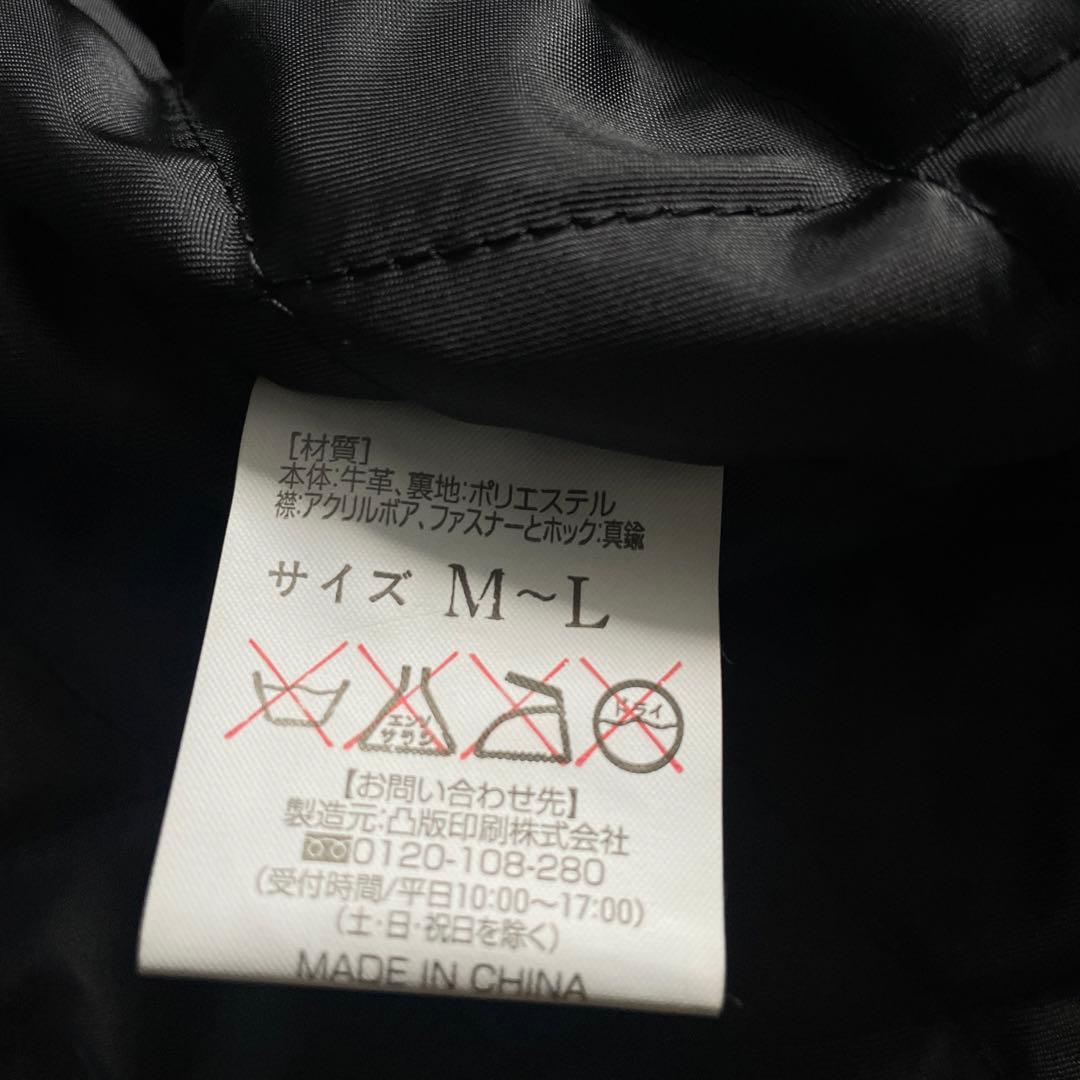 [材質]
本体:牛革、裏地:ポリエステル
襟:アクリルボア、ファスナーとホック:真鍮
サイズ M～L
エンソ
サラシ
ドライ
【お問い合わせ先】
製造元:凸版印刷株式会社
0120-108-280
(受付時間/平日10:00～17:00)
(土・日・祝日を除く)
MADE IN CHINA